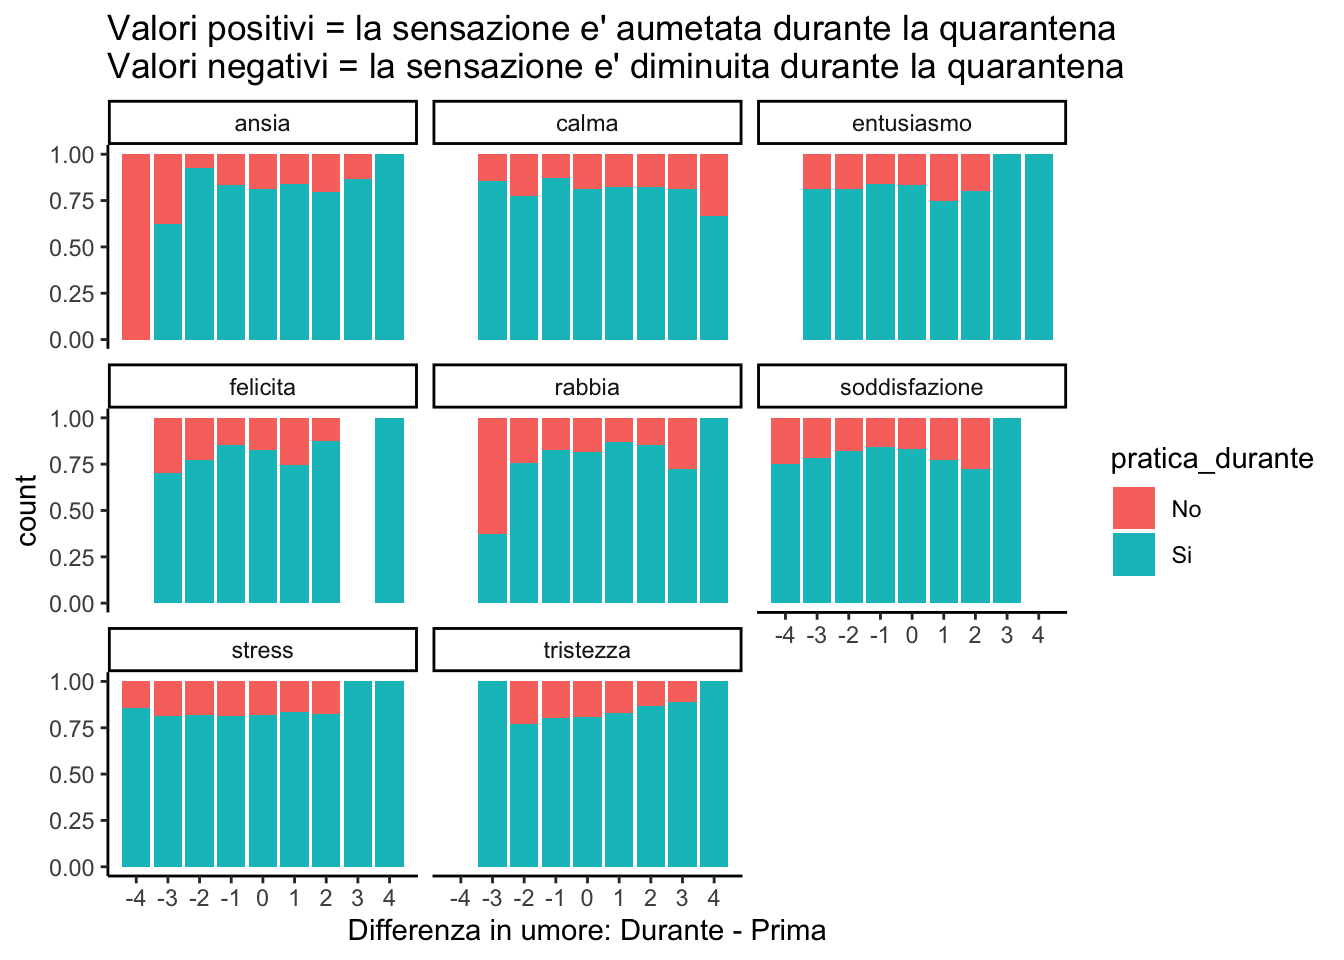 Valori positivi = la sensazione e' aumetata durante la quarantena
Valori negativi = la sensazione e' diminuita durante la quarantena
ansia
calma
entusiasmo
1.00
0.75
0.50
0.25
0.00
felicita
rabbia
soddisfazione
1.00
0.75
0.50
0.25
0.00
-4 -3 -2 -1 0 1 2 3 4
stress
tristezza
1.00
0.75
0.50
0.25
0.00
-4 -3 -2 -1 0 1 2 3 4
-4 -3 -2 -1 0 1 2 3 4
Differenza in umore: Durante - Prima
count
pratica_durante
No
Si